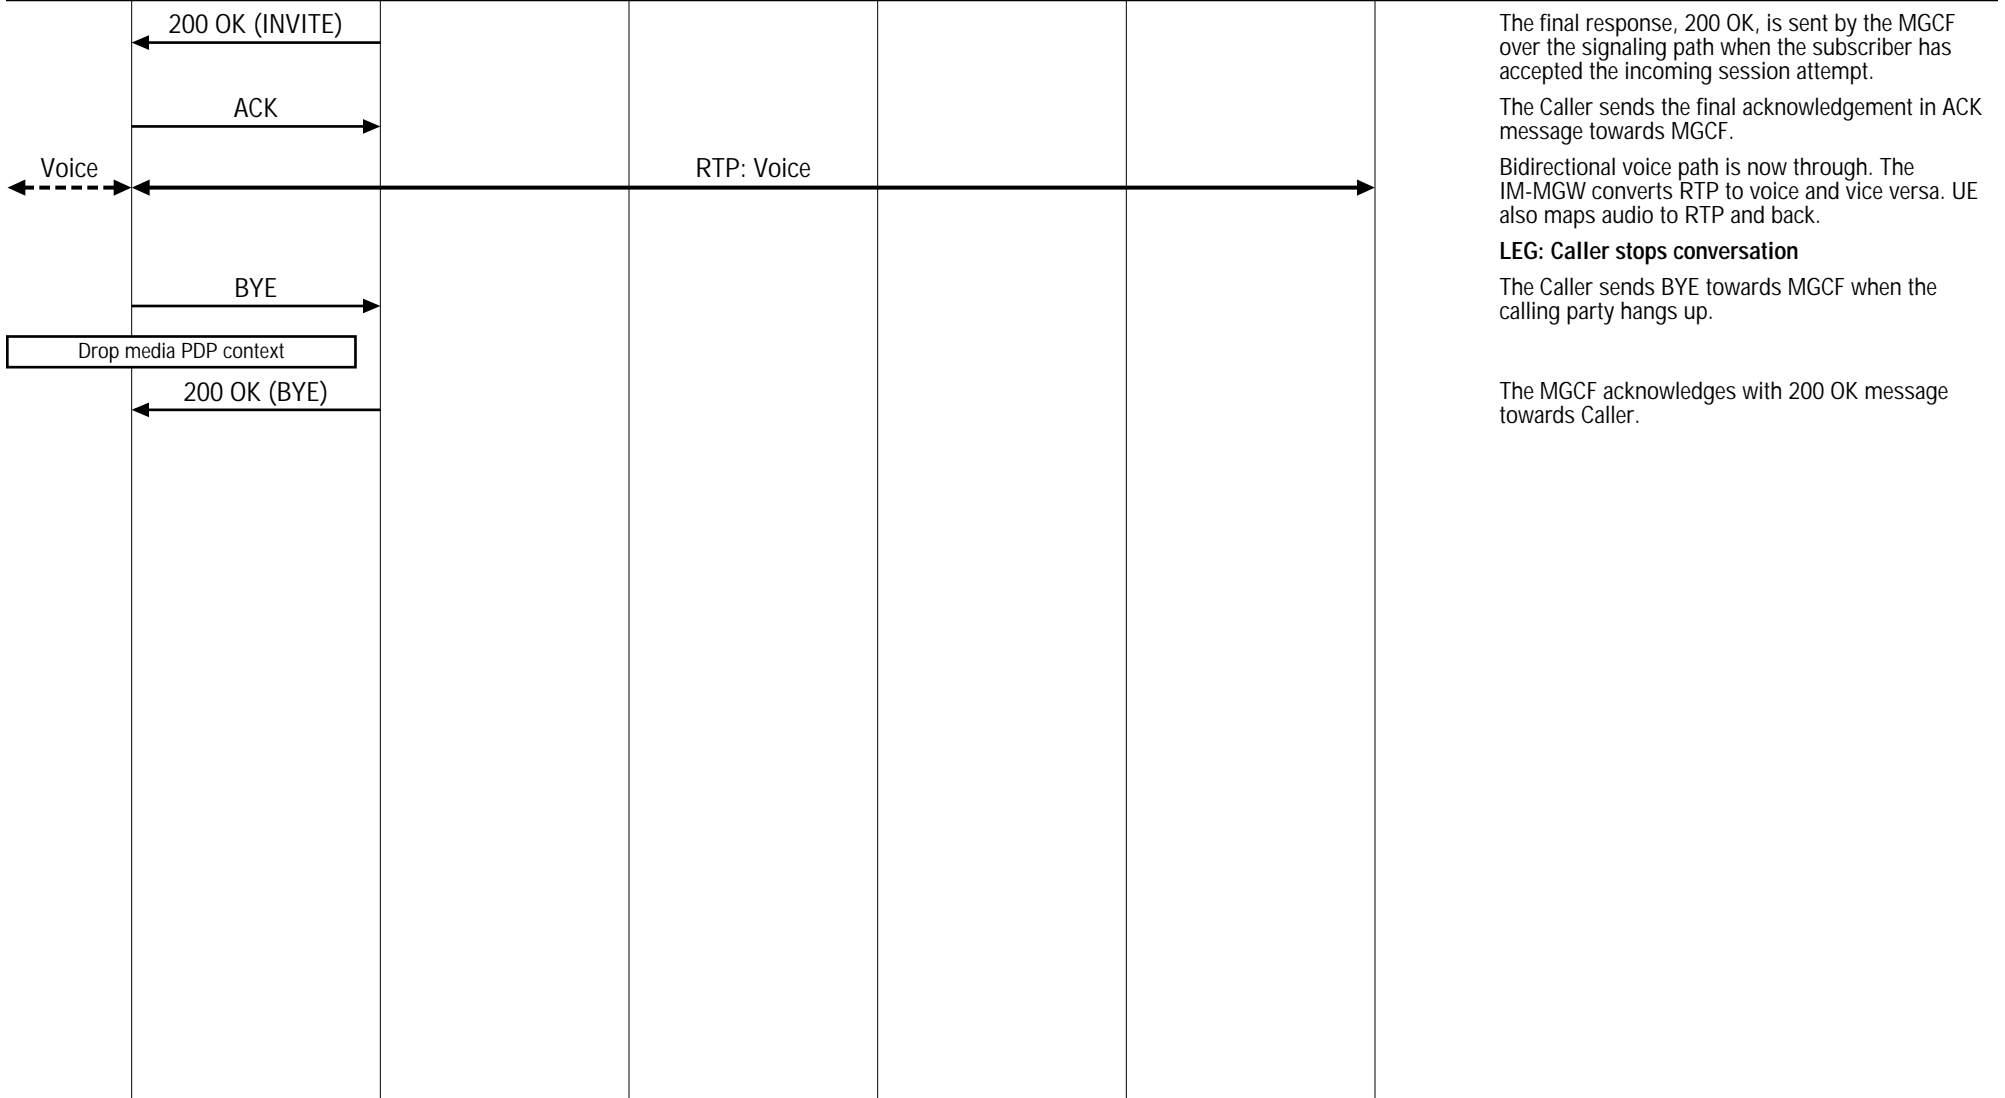 200 OK (INVITE)
The final response, 200 OK, is sent by the MGCF
over the signaling path when the subscriber has
accepted the incoming session attempt.
ACK
The Caller sends the final acknowledgement in ACK
message towards MGCF.
Voice
RTP: Voice
Bidirectional voice path is now through. The
IM-MGW converts RTP to voice and vice versa. UE
also maps audio to RTP and back.
LEG: Caller stops conversation
BYE
The Caller sends BYE towards MGCF when the
calling party hangs up.
Drop media PDP context
200 OK (BYE)
The MGCF acknowledges with 200 OK message
towards Caller.